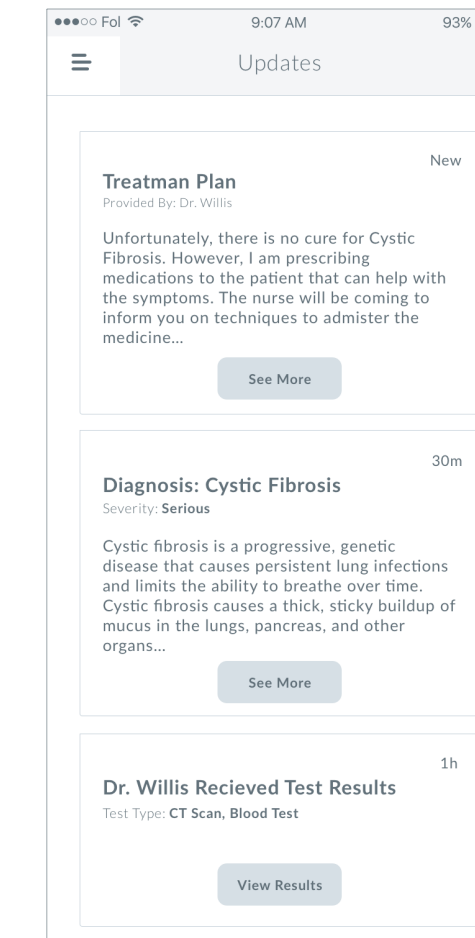 Fol 9:07 AM 93%
Updates
New
Treatman Plan
Provided By: Dr. Willis
Unfortunately, there is no cure for Cystic
Fibrosis. However, I am prescribing
medications to the patient that can help with
the symptoms. The nurse will be coming to
inform you on techniques to admister the
medicine...
See More
30m
Diagnosis: Cystic Fibrosis
Severity: Serious
Cystic fibrosis is a progressive, genetic
disease that causes persistent lung infections
and limits the ability to breathe over time.
Cystic fibrosis causes a thick, sticky buildup of
mucus in the lungs, pancreas, and other
organs...
See More
1h
Dr. Willis Recieved Test Results
Test Type: CT Scan, Blood Test
View Results